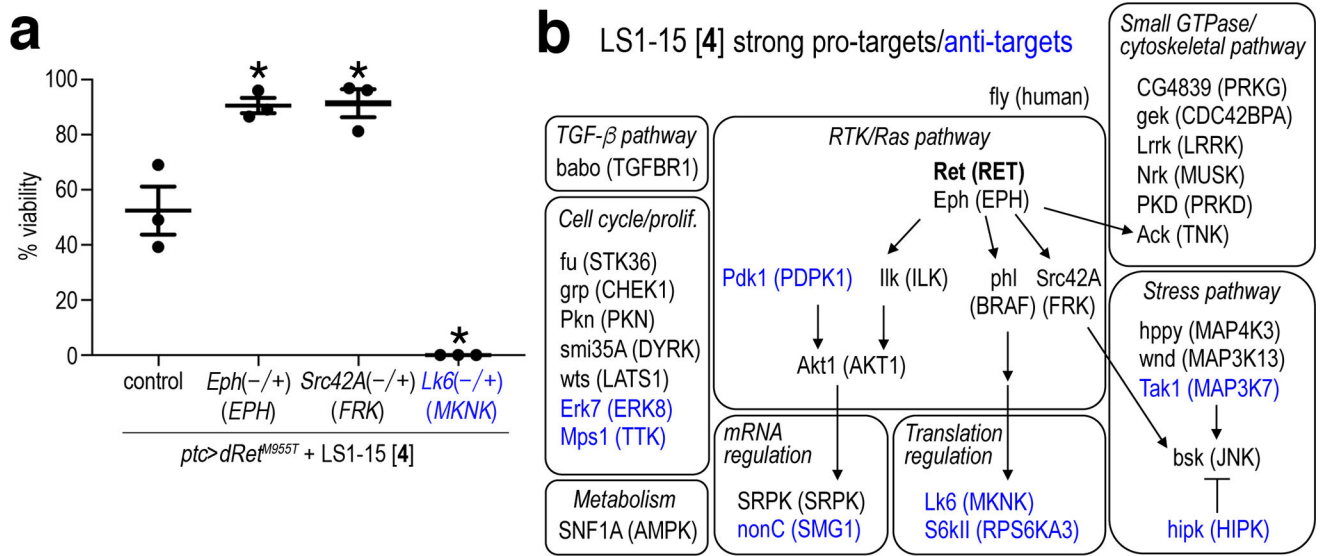 a
% viability
100
80
60
40
20
0
*
*
*
control
Eph(−/+)
(EPH)
Src42A(−/+)
(FRK)
Lk6(−/+)
(MKNK)
ptc>dRetM955T + LS1-15 [4]
b
LS1-15 [4] strong pro-targets/anti-targets
fly (human)
TGF-β pathway
babo (TGFBR1)
Cell cycle/prolif.
fu (STK36)
grp (CHEK1)
Pkn (PKN)
smi35A (DYRK)
wts (LATS1)
Erk7 (ERK8)
Mps1 (TTK)
Metabolism
SNF1A (AMPK)
RTK/Ras pathway
Ret (RET)
Eph (EPH)
Pdk1 (PDPK1)
Ilk (ILK)
phl
(BRAF)
Src42A
(FRK)
Akt1 (AKT1)
mRNA
regulation
SRPK (SRPK)
nonC (SMG1)
Translation
regulation
Lk6 (MKNK)
S6kII (RPS6KA3)
Small GTPase/
cytoskeletal pathway
CG4839 (PRKG)
gek (CDC42BPA)
Lrrk (LRRK)
Nrk (MUSK)
PKD (PRKD)
Ack (TNK)
Stress pathway
hppy (MAP4K3)
wnd (MAP3K13)
Tak1 (MAP3K7)
bsk (JNK)
hipk (HIPK)